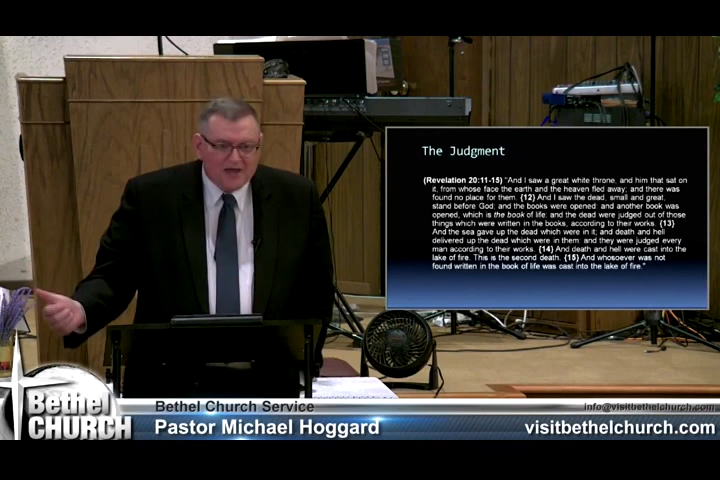 The Judgment
(Revelation 20:11-15) "And I saw a great white throne, and him that sat on
it, from whose face the earth and the heaven fled away; and there was
found no place for them. {12} And I saw the dead, small and great,
stand before God; and the books were opened: and another book was
opened, which is the book of life: and the dead were judged out of those
things which were written in the books, according to their works. {13}
And the sea gave up the dead which were in it; and death and hell
delivered up the dead which were in them: and they were judged every
man according to their works. {14} And death and hell were cast into the
lake of fire. This is the second death. {15} And whosoever was not
found written in the book of life was cast into the lake of fire."
Bethel
CHURCH
Bethel Church Service
info@visitbethelchurch.com
Pastor Michael Hoggard
visitbethelchurch.com